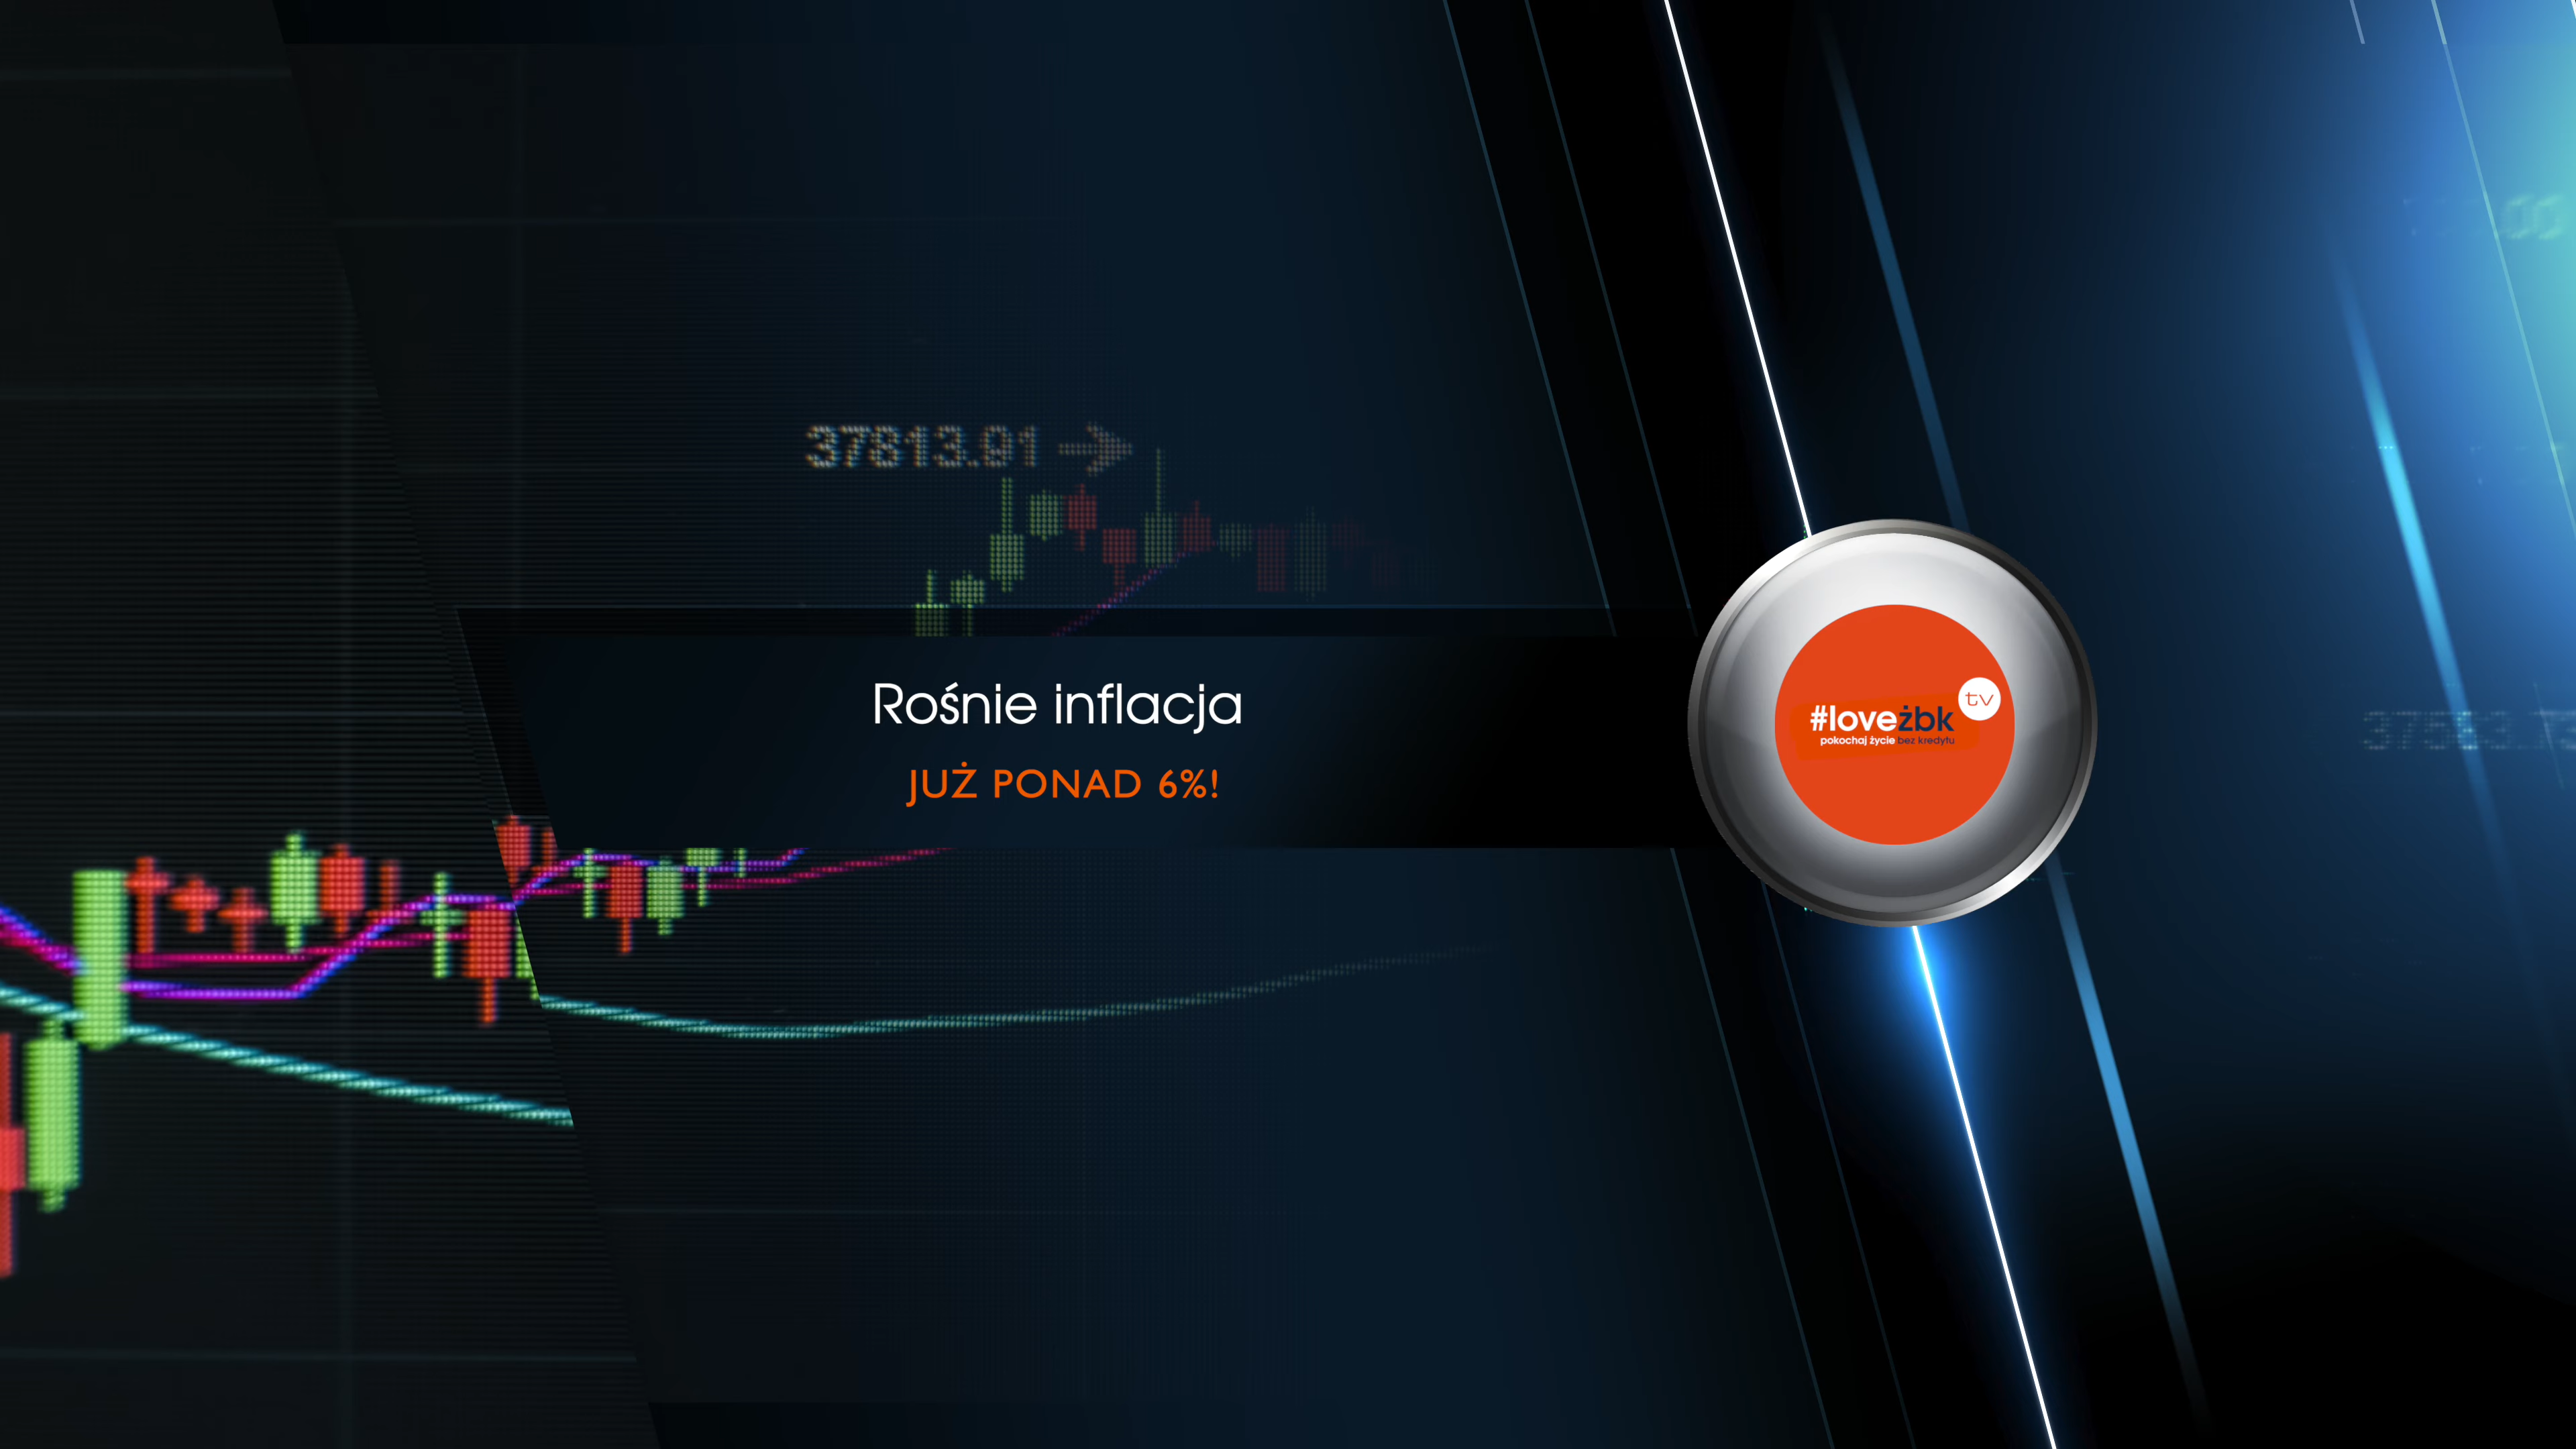 37813.91 →
Rośnie inflacja
JUŻ PONAD 6%!
tv
#loveżbk
pokochaj życie bez kredytu